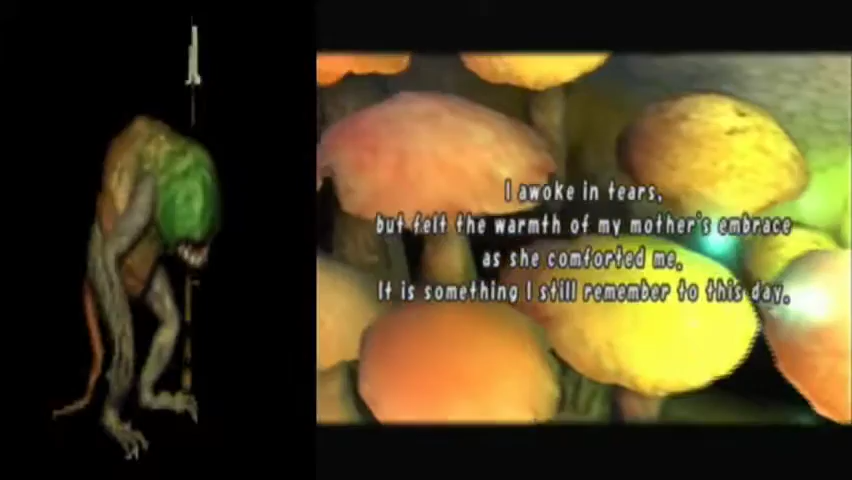 I awoke in tears,
but felt the warmth of my mother's embrace
as she comforted me.
It is something I still remember to this day.